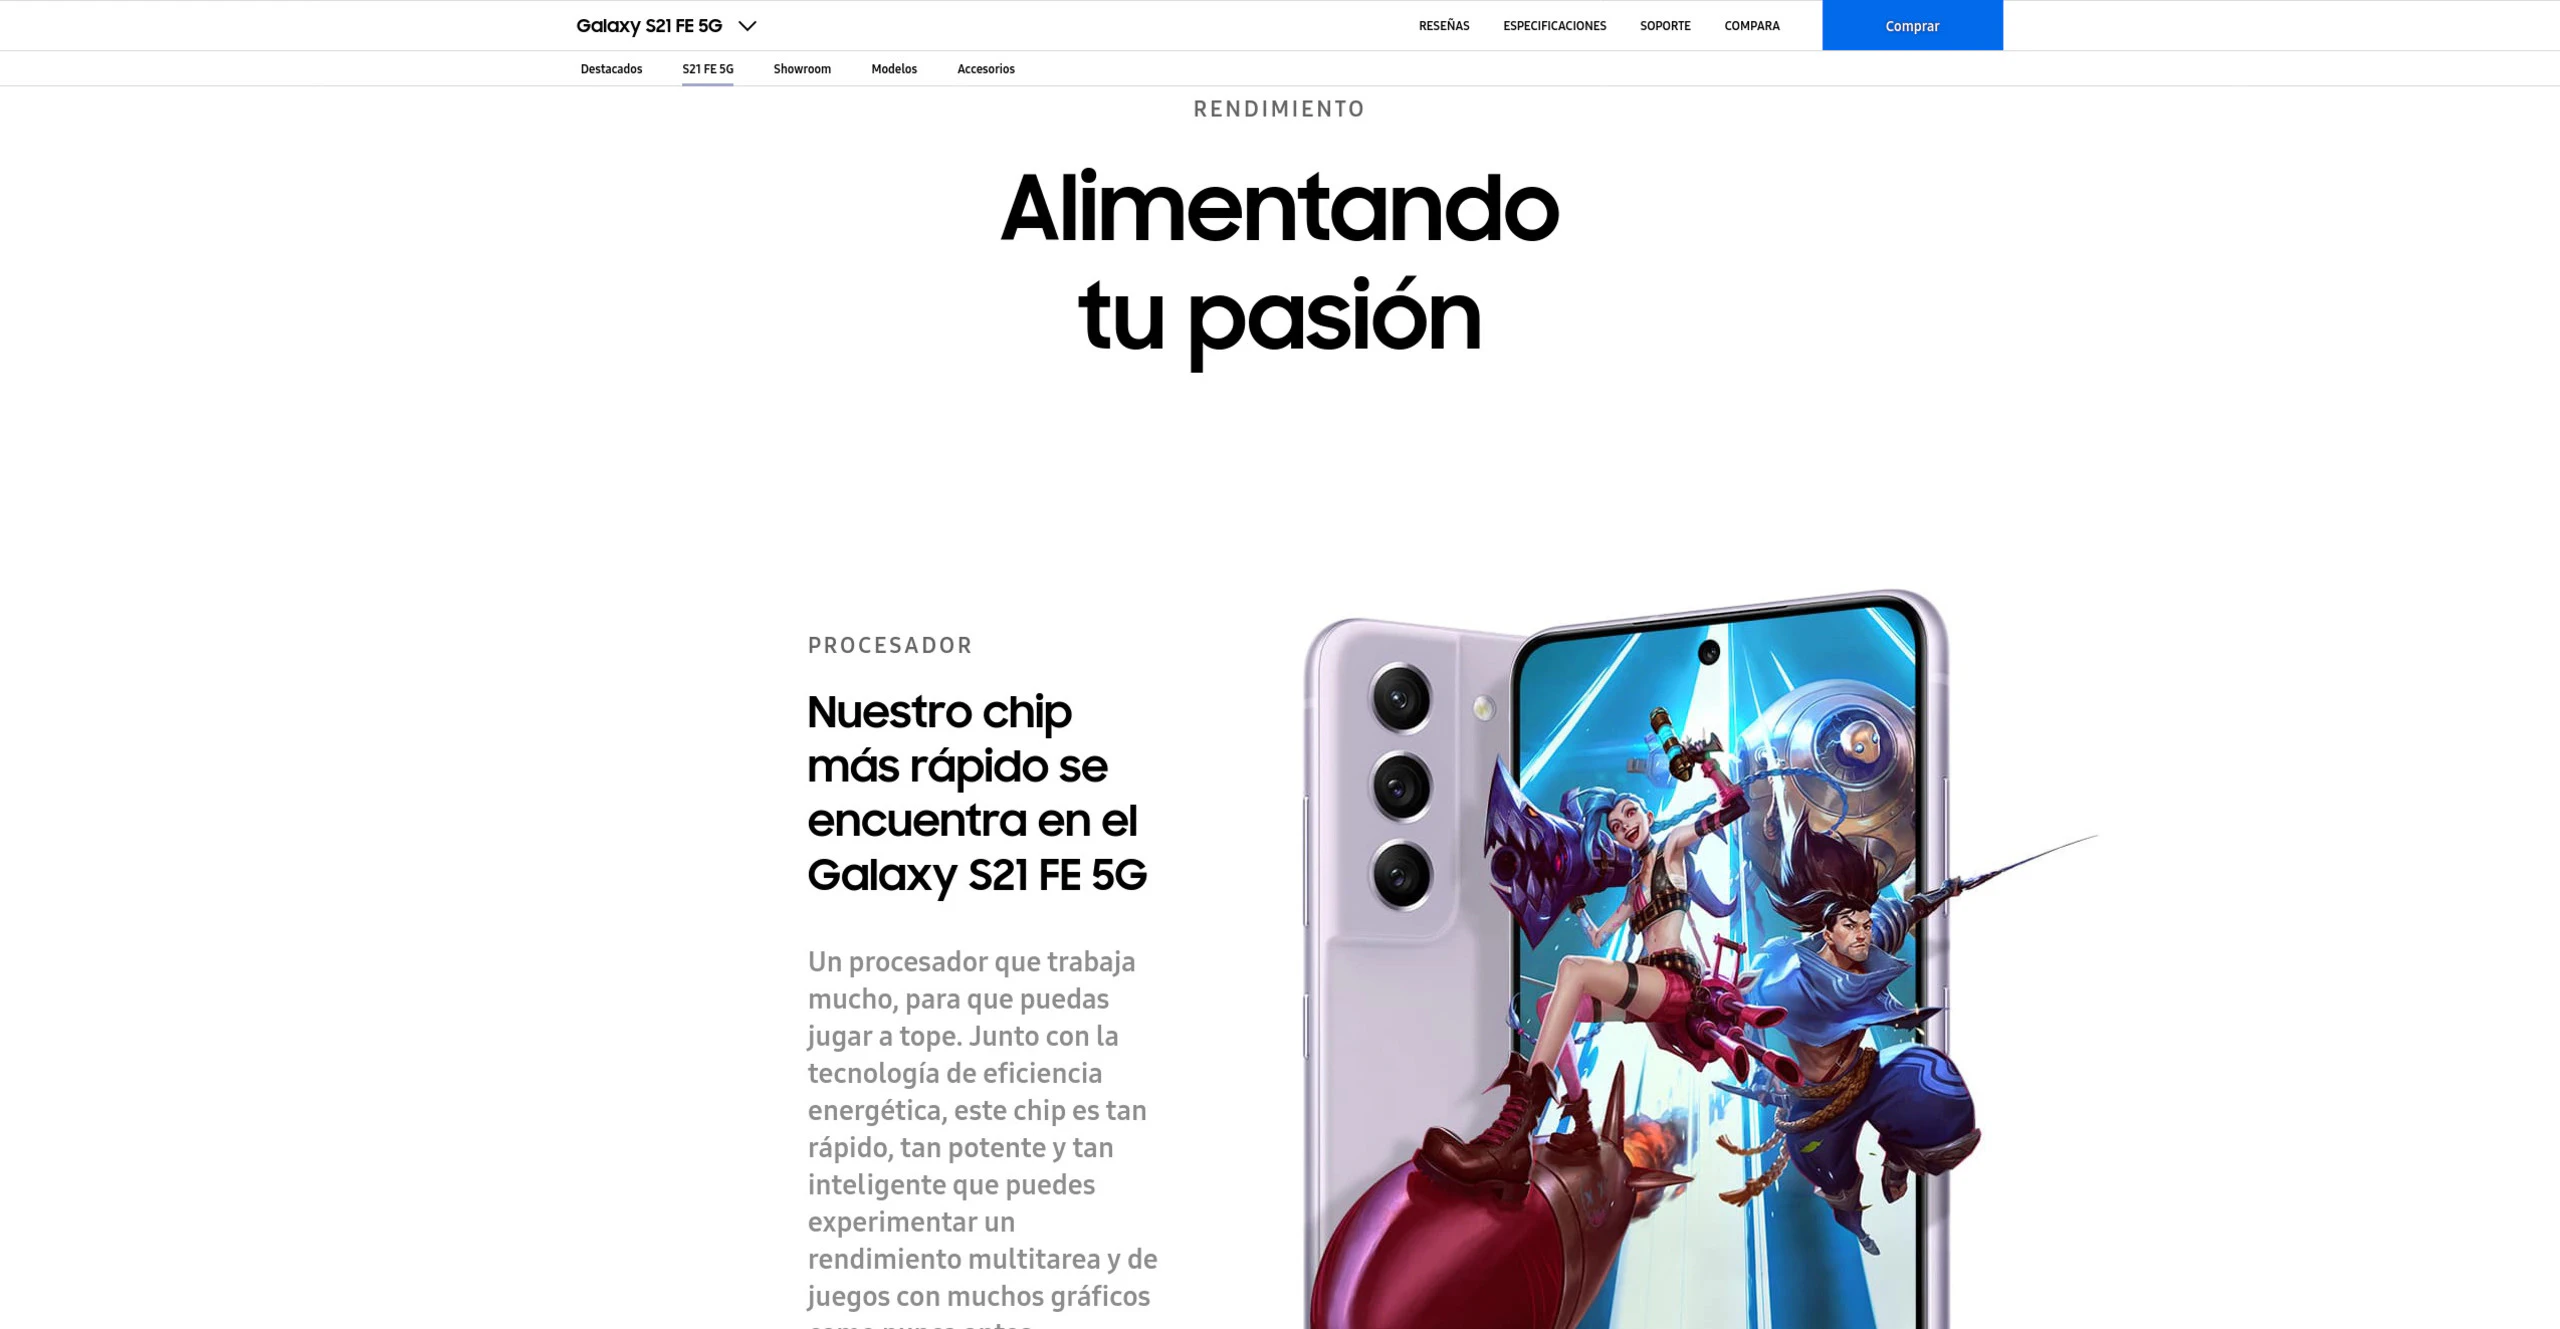 Galaxy S21 FE 5G
RESEÑAS
ESPECIFICACIONES
SOPORTE
COMPARA
Comprar
Destacados
S21 FE 5G
Showroom
Modelos
Accesorios
RENDIMIENTO
Alimentando
tu pasión
PROCESADOR
Nuestro chip
más rápido se
encuentra en el
Galaxy S21 FE 5G
Un procesador que trabaja
mucho, para que puedas
jugar a tope. Junto con la
tecnología de eficiencia
energética, este chip es tan
rápido, tan potente y tan
inteligente que puedes
experimentar un
rendimiento multitarea y de
juegos con muchos gráficos